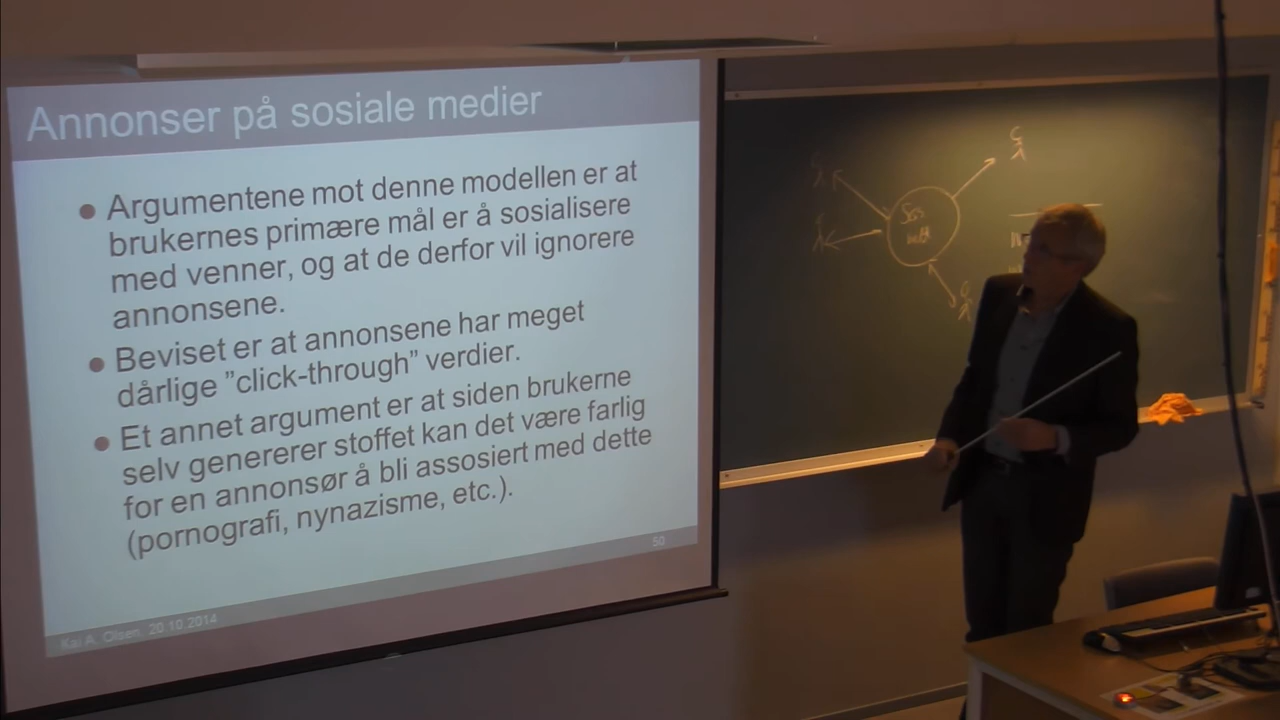 Annonser på sosiale medier
Argumentene mot denne modellen er at
brukernes primære mål er å sosialisere
med venner, og at de derfor vil ignorere
annonsene.
Beviset er at annonsene har meget
dårlige ”click-through” verdier.
Et annet argument er at siden brukerne
selv genererer stoffet kan det være farlig
for en annonsør å bli assosiert med dette
(pornografi, nynazisme, etc.).
50
Kai A. Olsen, 20.10.2014